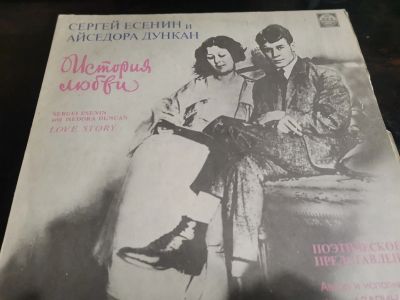 СЕРГЕЙ ЕСЕНИН и
АЙСЕДОРА ДУНКАН
История
любви
SERGEI ESENIN
and ISEDORA DUNCAN
LOVE STORY
ПОЭТИЧЕСКОЕ
ПРЕДСТАВЛЕН